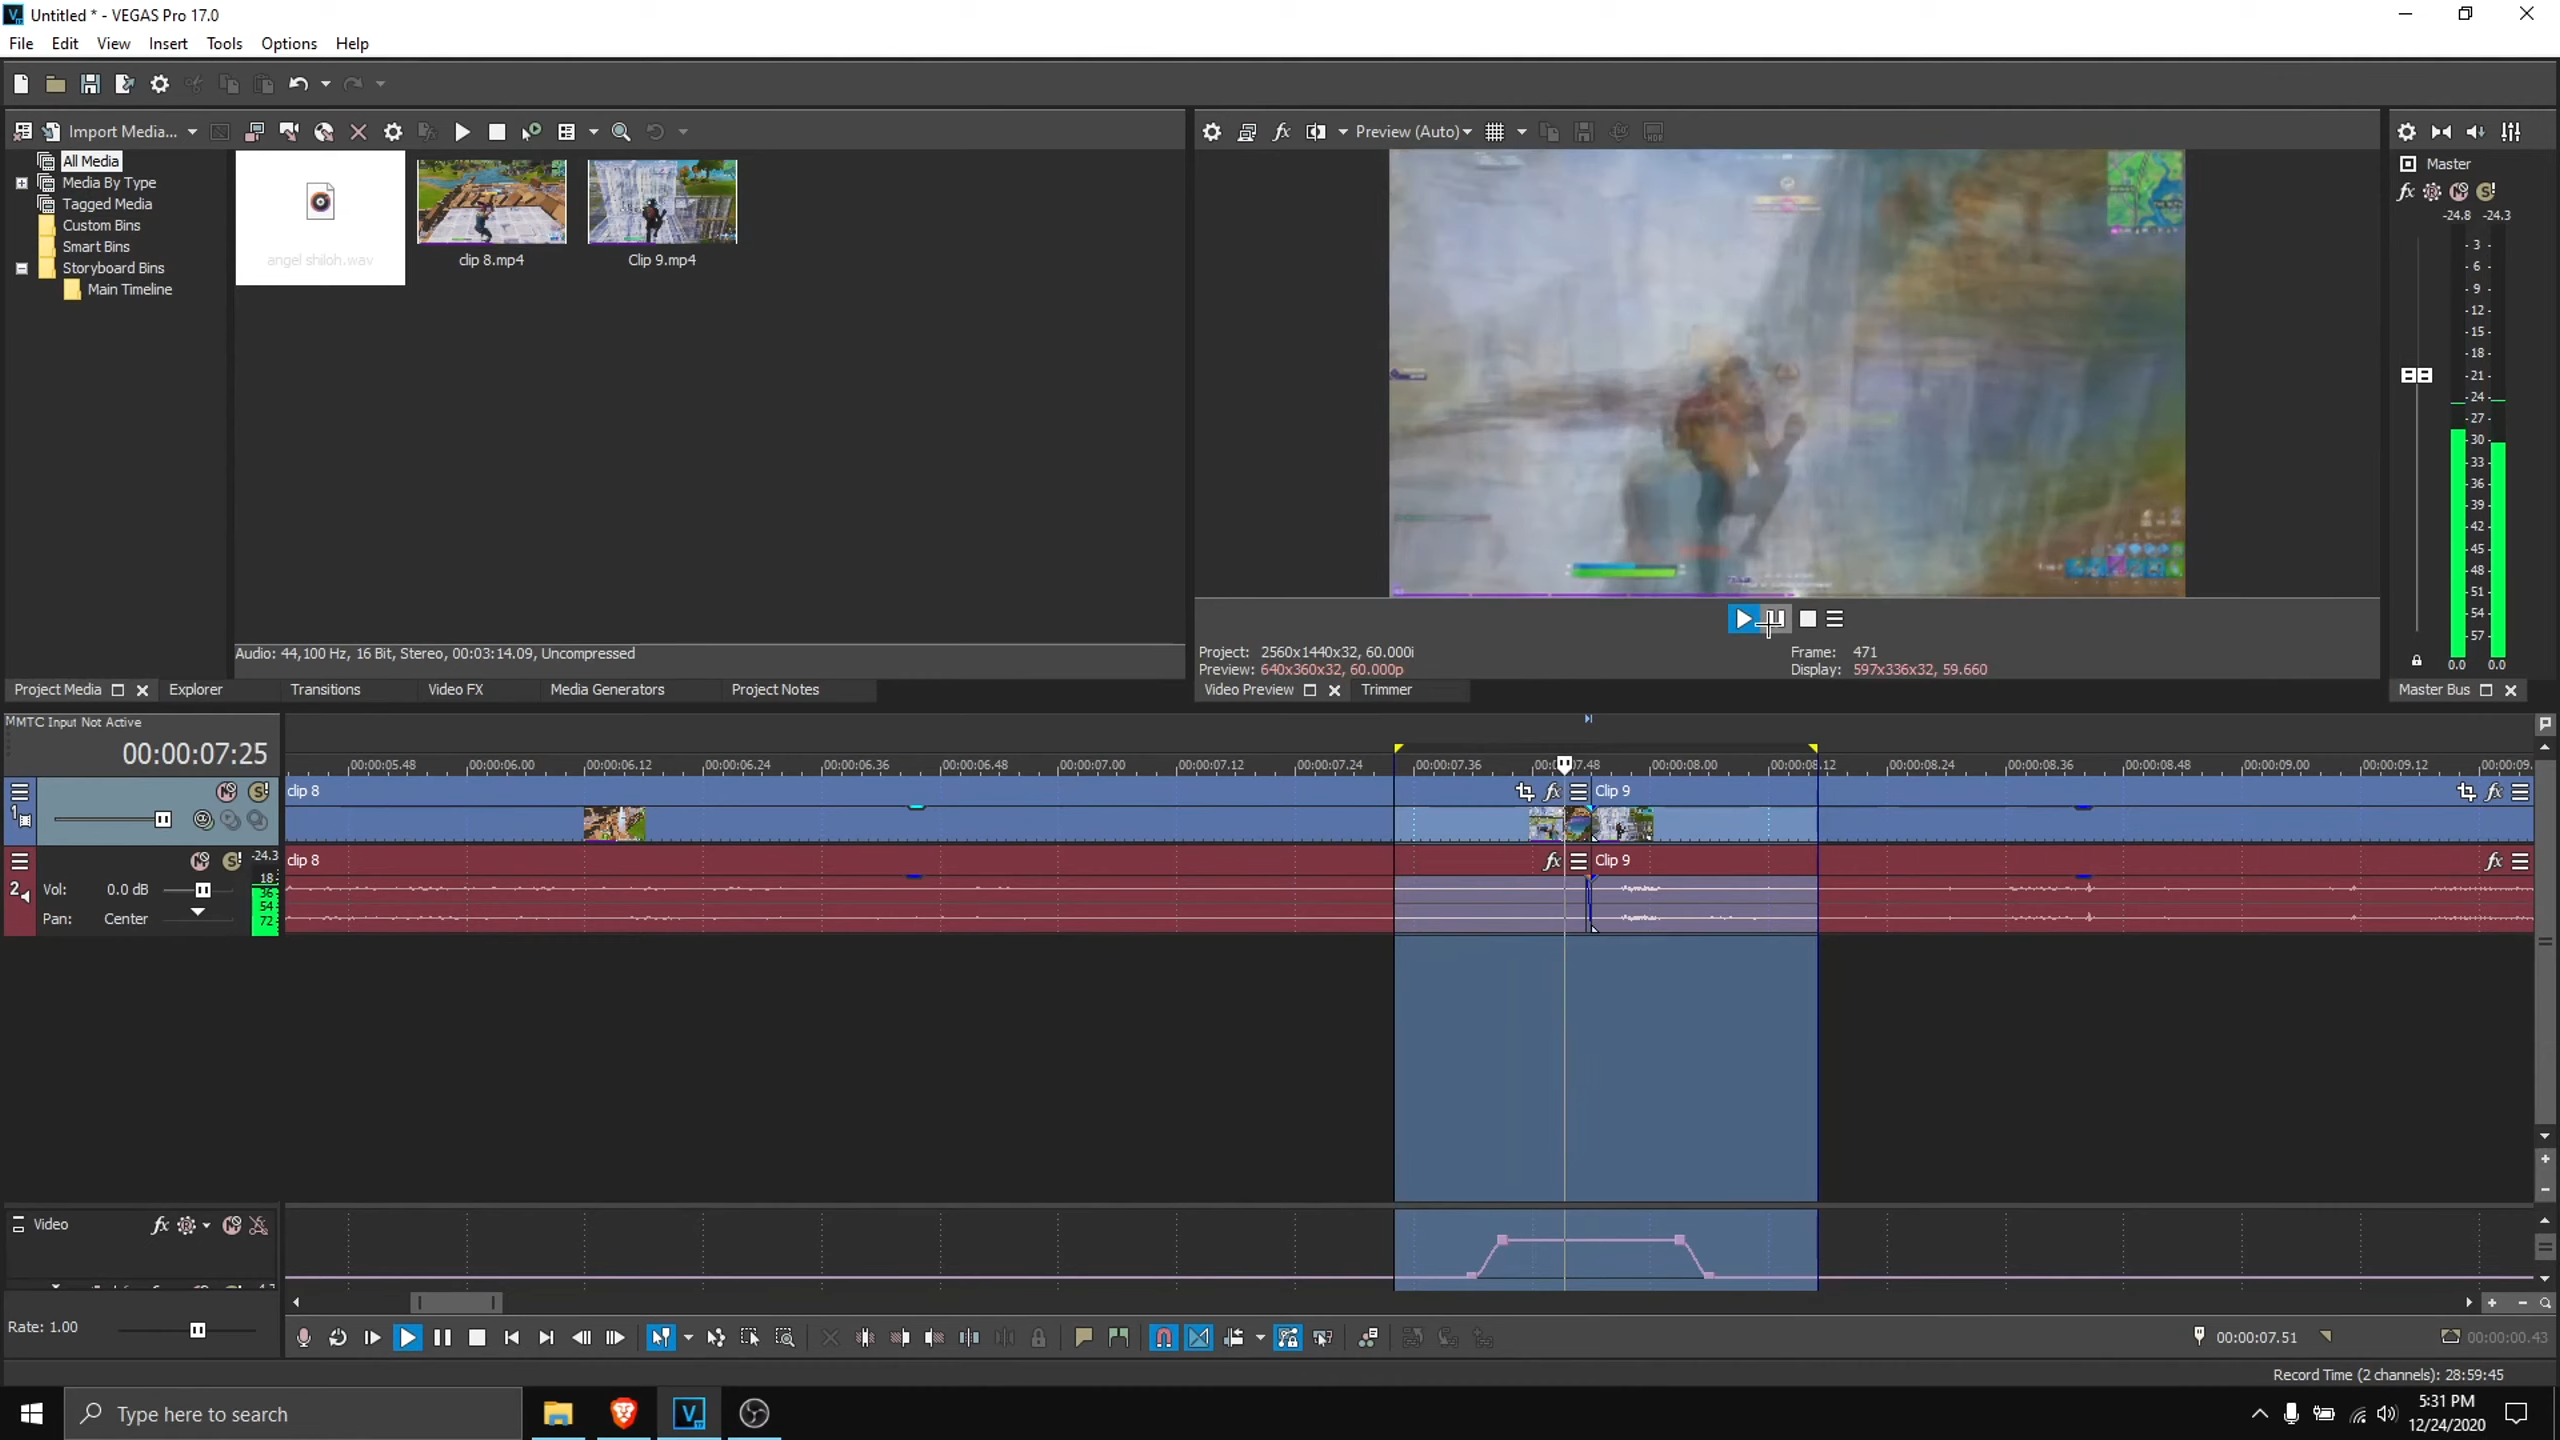 Untitled * - VEGAS Pro 17.0
File Edit View Insert Tools Options Help
Import Media...
Preview (Auto)
All Media
Media By Type
Tagged Media
Custom Bins
Smart Bins
Storyboard Bins
Main Timeline
angel shiloh.wav
clip 8.mp4
Clip 9.mp4
Master
-24.8 -24.3
3
6
9
12
15
18
21
24
27
30
33
36
39
42
45
48
51
54
57
0.0 0.0
Audio: 44,100 Hz, 16 Bit, Stereo, 00:03:14.09, Uncompressed
Project: 2560x1440x32, 60.000i
Frame: 471
Preview: 640x360x32, 60.000p
Display: 597x336x32, 59.660
Project Media Explorer Transitions Video FX Media Generators Project Notes
Video Preview Trimmer
Master Bus
MTC Input Not Active
00:00:07:25
00:00:05.48 00:00:06.00 00:00:06.12 00:00:06.24 00:00:06.36 00:00:06.48 00:00:07.00 00:00:07.12 00:00:07.24 00:00:07.36 00:00:07.48 00:00:08.00 00:00:08.12 00:00:08.24 00:00:08.36 00:00:08.48 00:00:09.00 00:00:09.12 00:00:09.
1
clip 8
Clip 9
2
-24.3
clip 8
Clip 9
18
36
54
72
Vol: 0.0 dB
Pan: Center
Video
Rate: 1.00
00:00:07.51
00:00:00.43
Record Time (2 channels): 28:59:45
Type here to search
5:31 PM
12/24/2020